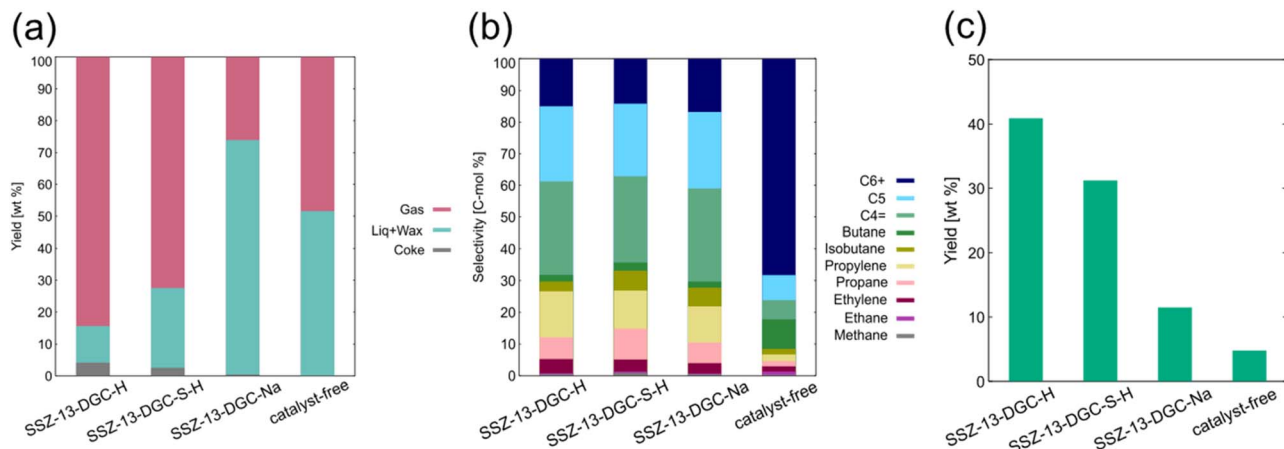 (a)
100
90
80
70
60
50
40
30
20
10
0
Yield [wt %]
SSZ-13-DGC-H
SSZ-13-DGC-S-H
SSZ-13-DGC-Na
catalyst-free
Gas
Liq+Wax
Coke
(b)
100
90
80
70
60
50
40
30
20
10
0
Selectivity [C-mol %]
SSZ-13-DGC-H
SSZ-13-DGC-S-H
SSZ-13-DGC-Na
catalyst-free
C6+
C5
C4=
Butane
Isobutane
Propylene
Propane
Ethylene
Ethane
Methane
(c)
50
40
30
20
10
0
Yield [wt %]
SSZ-13-DGC-H
SSZ-13-DGC-S-H
SSZ-13-DGC-Na
catalyst-free